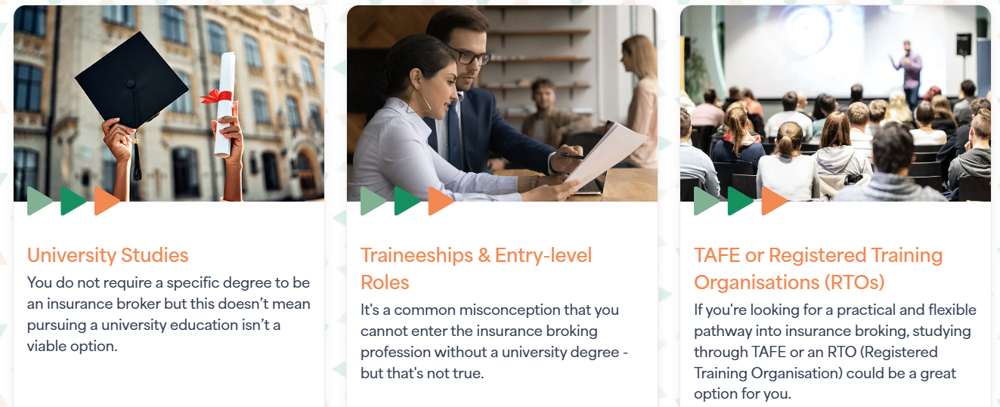 University Studies
You do not require a specific degree to be
an insurance broker but this doesn’t mean
pursuing a university education isn’t a
viable option.
Traineeships & Entry-level
Roles
It's a common misconception that you
cannot enter the insurance broking
profession without a university degree -
but that's not true.
TAFE or Registered Training
Organisations (RTOs)
If you're looking for a practical and flexible
pathway into insurance broking, studying
through TAFE or an RTO (Registered
Training Organisation) could be a great
option for you.